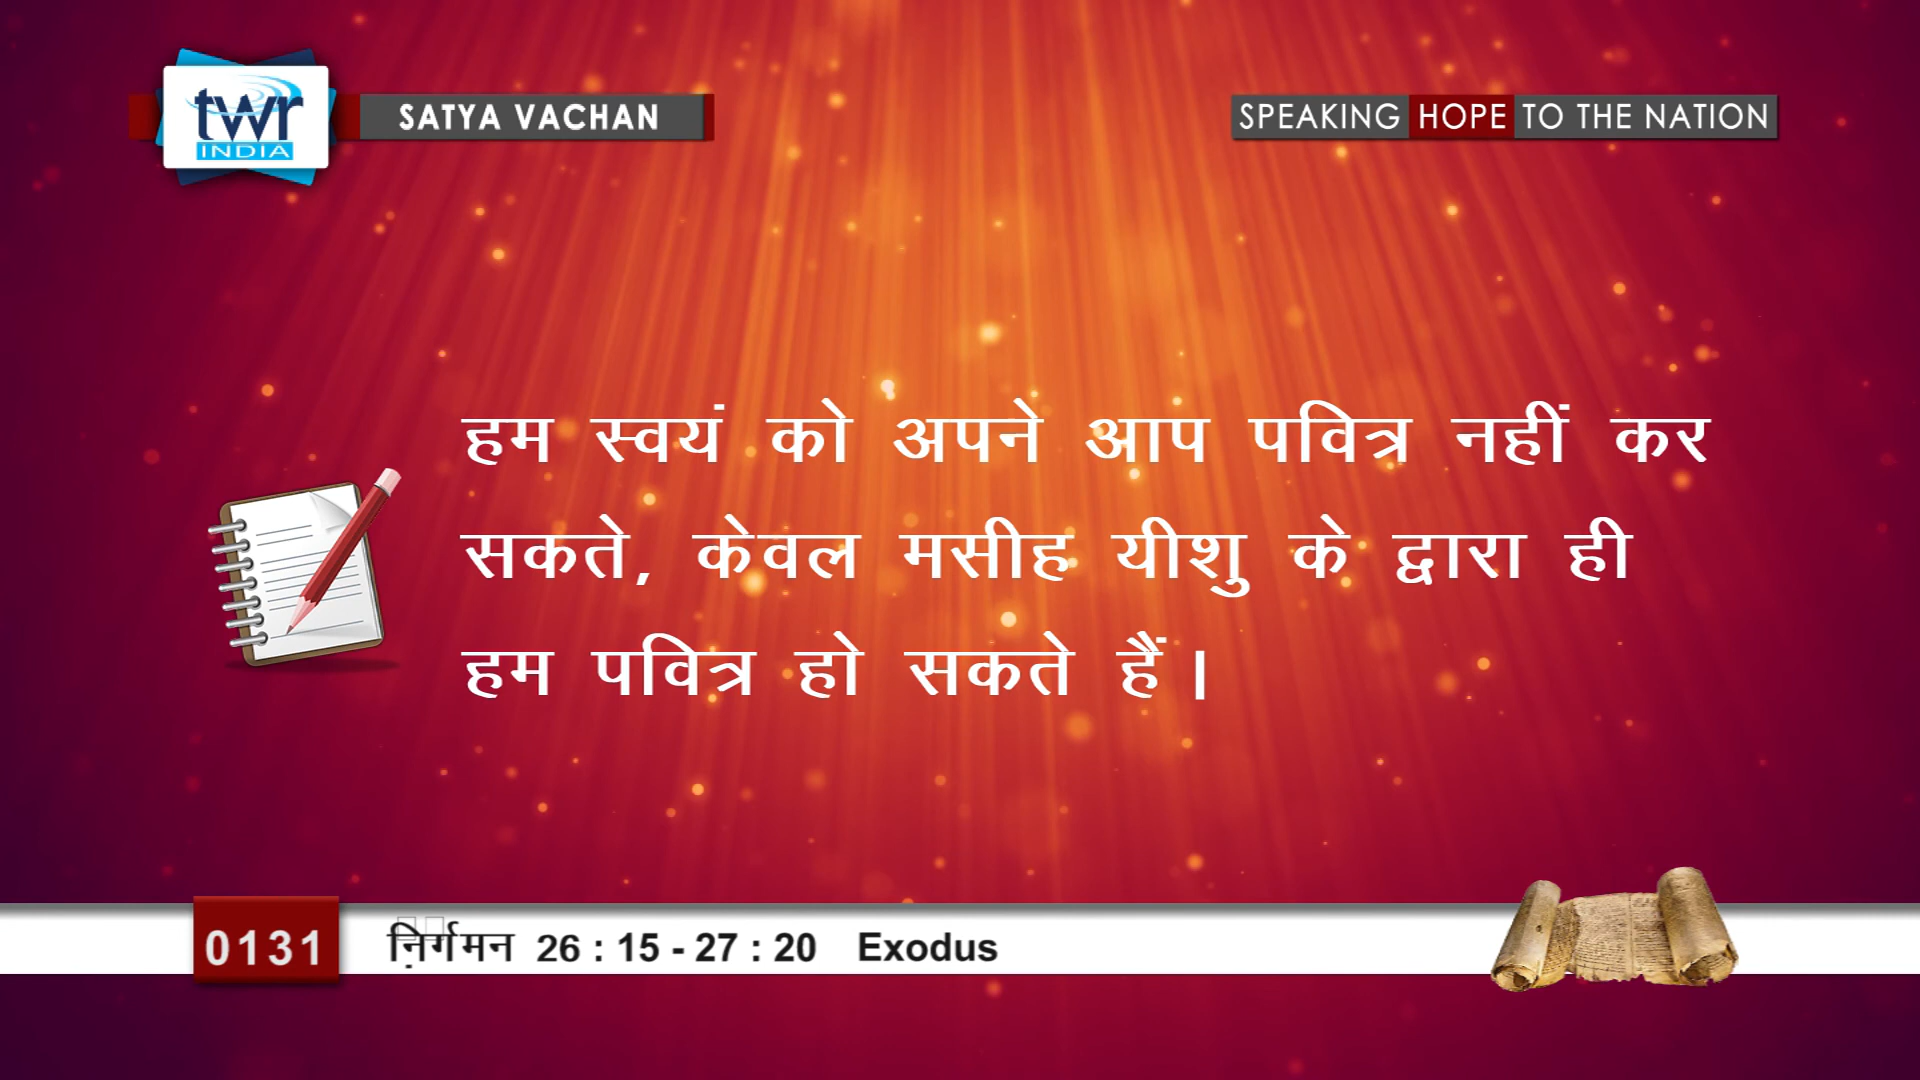 twr
INDIA
SATYA VACHAN
SPEAKING HOPE TO THE NATION
हम स्वयं को अपने आप पवित्र नहीं कर
सकते, केवल मसीह यीशु के द्वारा ही
हम पवित्र हो सकते हैं।
0131 निर्गमन 26 : 15 - 27 : 20 Exodus